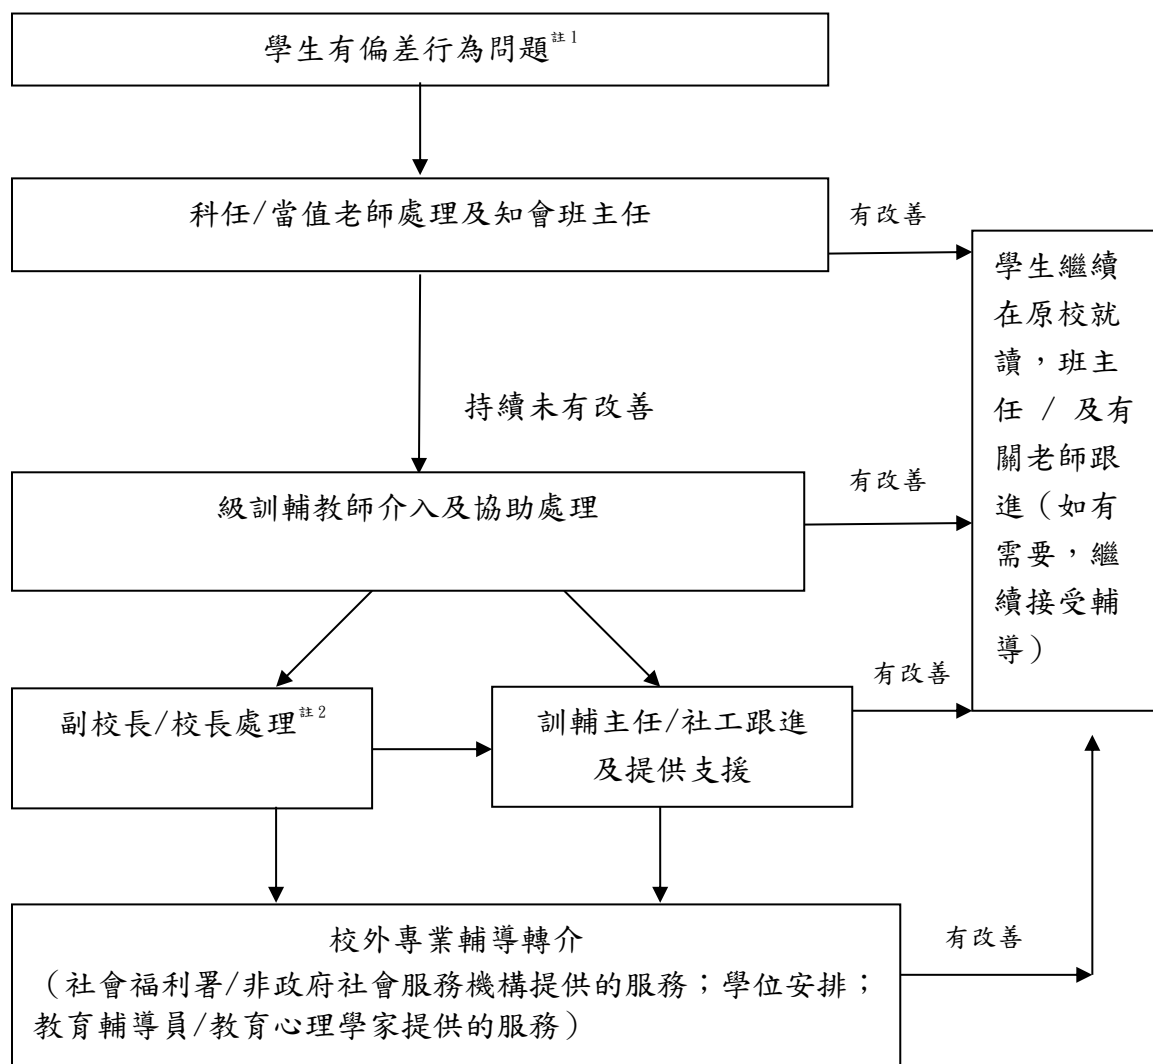 學生有偏差行為問題註1
科任/當值老師處理及知會班主任
有改善
學生繼續
在原校就
讀,班主
任 / 及有
關老師跟
進(如有
需要,繼
續接受輔
導)
持續未有改善
級訓輔教師介入及協助處理
有改善
有改善
副校長/校長處理註2
訓輔主任/社工跟進
及提供支援
校外專業輔導轉介
(社會福利署/非政府社會服務機構提供的服務;學位安排;
教育輔導員/教育心理學家提供的服務)
有改善